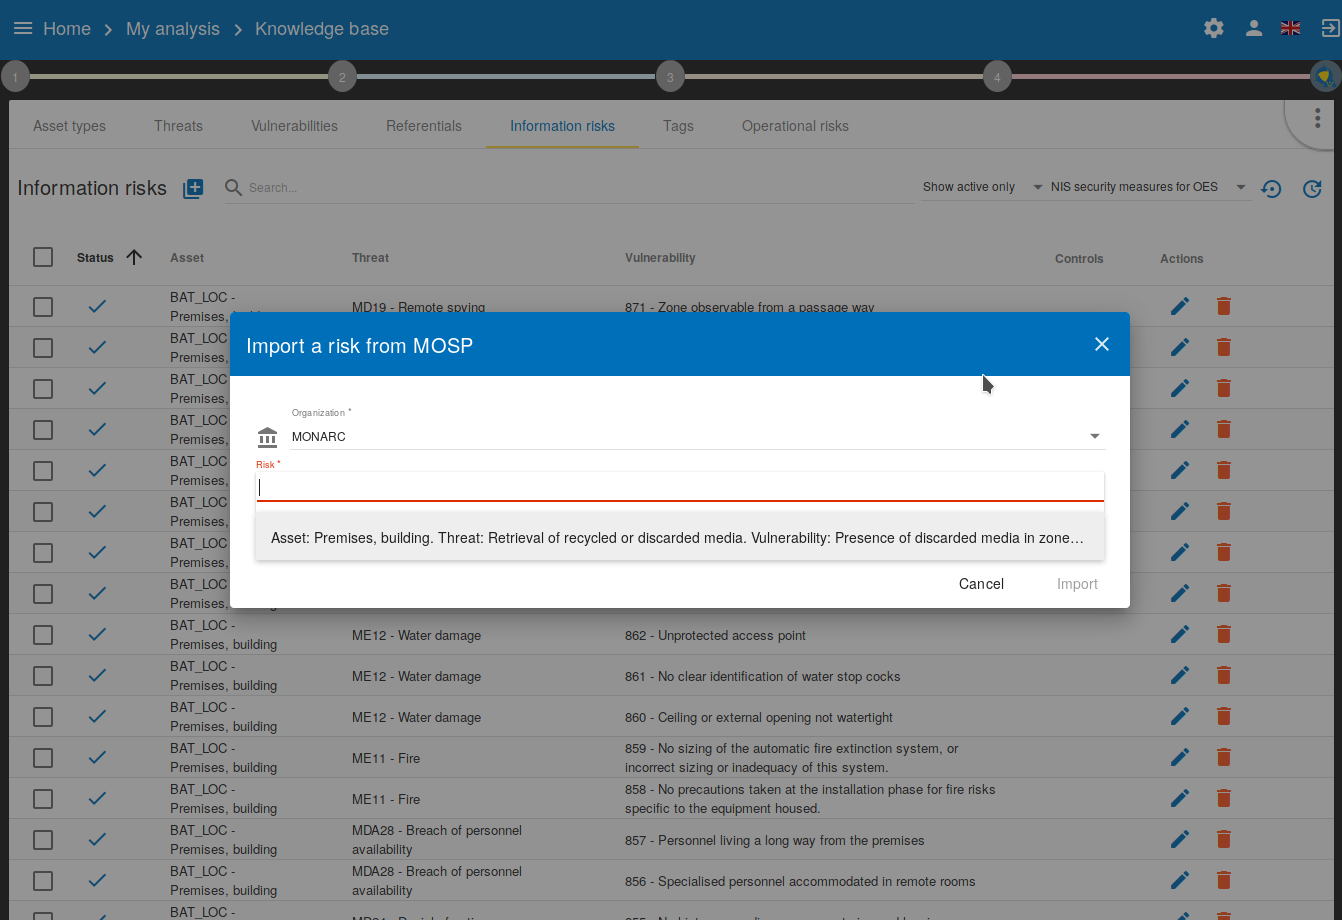 Home > My analysis > Knowledge base
1 2 3 4
Asset types Threats Vulnerabilities Referentials Information risks Tags Operational risks
Information risks Search... Show active only NIS security measures for OES
Status Asset Threat Vulnerability Controls Actions
BAT_LOC -
Premises, building MD19 - Remote spying 871 - Zone observable from a passage way
Import a risk from MOSP
BAT_LOC -
Premises,
BAT_LOC -
Premises,
BAT_LOC -
Premises,
BAT_LOC -
Premises,
BAT_LOC -
Premises,
BAT_LOC -
Premises,
BAT_LOC -
Premises, building
Organization *
MONARC
Risk *
Asset: Premises, building. Threat: Retrieval of recycled or discarded media. Vulnerability: Presence of discarded media in zone…
Cancel Import
BAT_LOC -
Premises, building ME12 - Water damage 862 - Unprotected access point
BAT_LOC -
Premises, building ME12 - Water damage 861 - No clear identification of water stop cocks
BAT_LOC -
Premises, building ME12 - Water damage 860 - Ceiling or external opening not watertight
BAT_LOC - 859 - No sizing of the automatic fire extinction system, or
Premises, building ME11 - Fire incorrect sizing or inadequacy of this system.
BAT_LOC - 858 - No precautions taken at the installation phase for fire risks
Premises, building ME11 - Fire specific to the equipment housed.
BAT_LOC - MDA28 - Breach of personnel
Premises, building availability 857 - Personnel living a long way from the premises
BAT_LOC - MDA28 - Breach of personnel
Premises, building availability 856 - Specialised personnel accommodated in remote rooms
BAT_LOC -